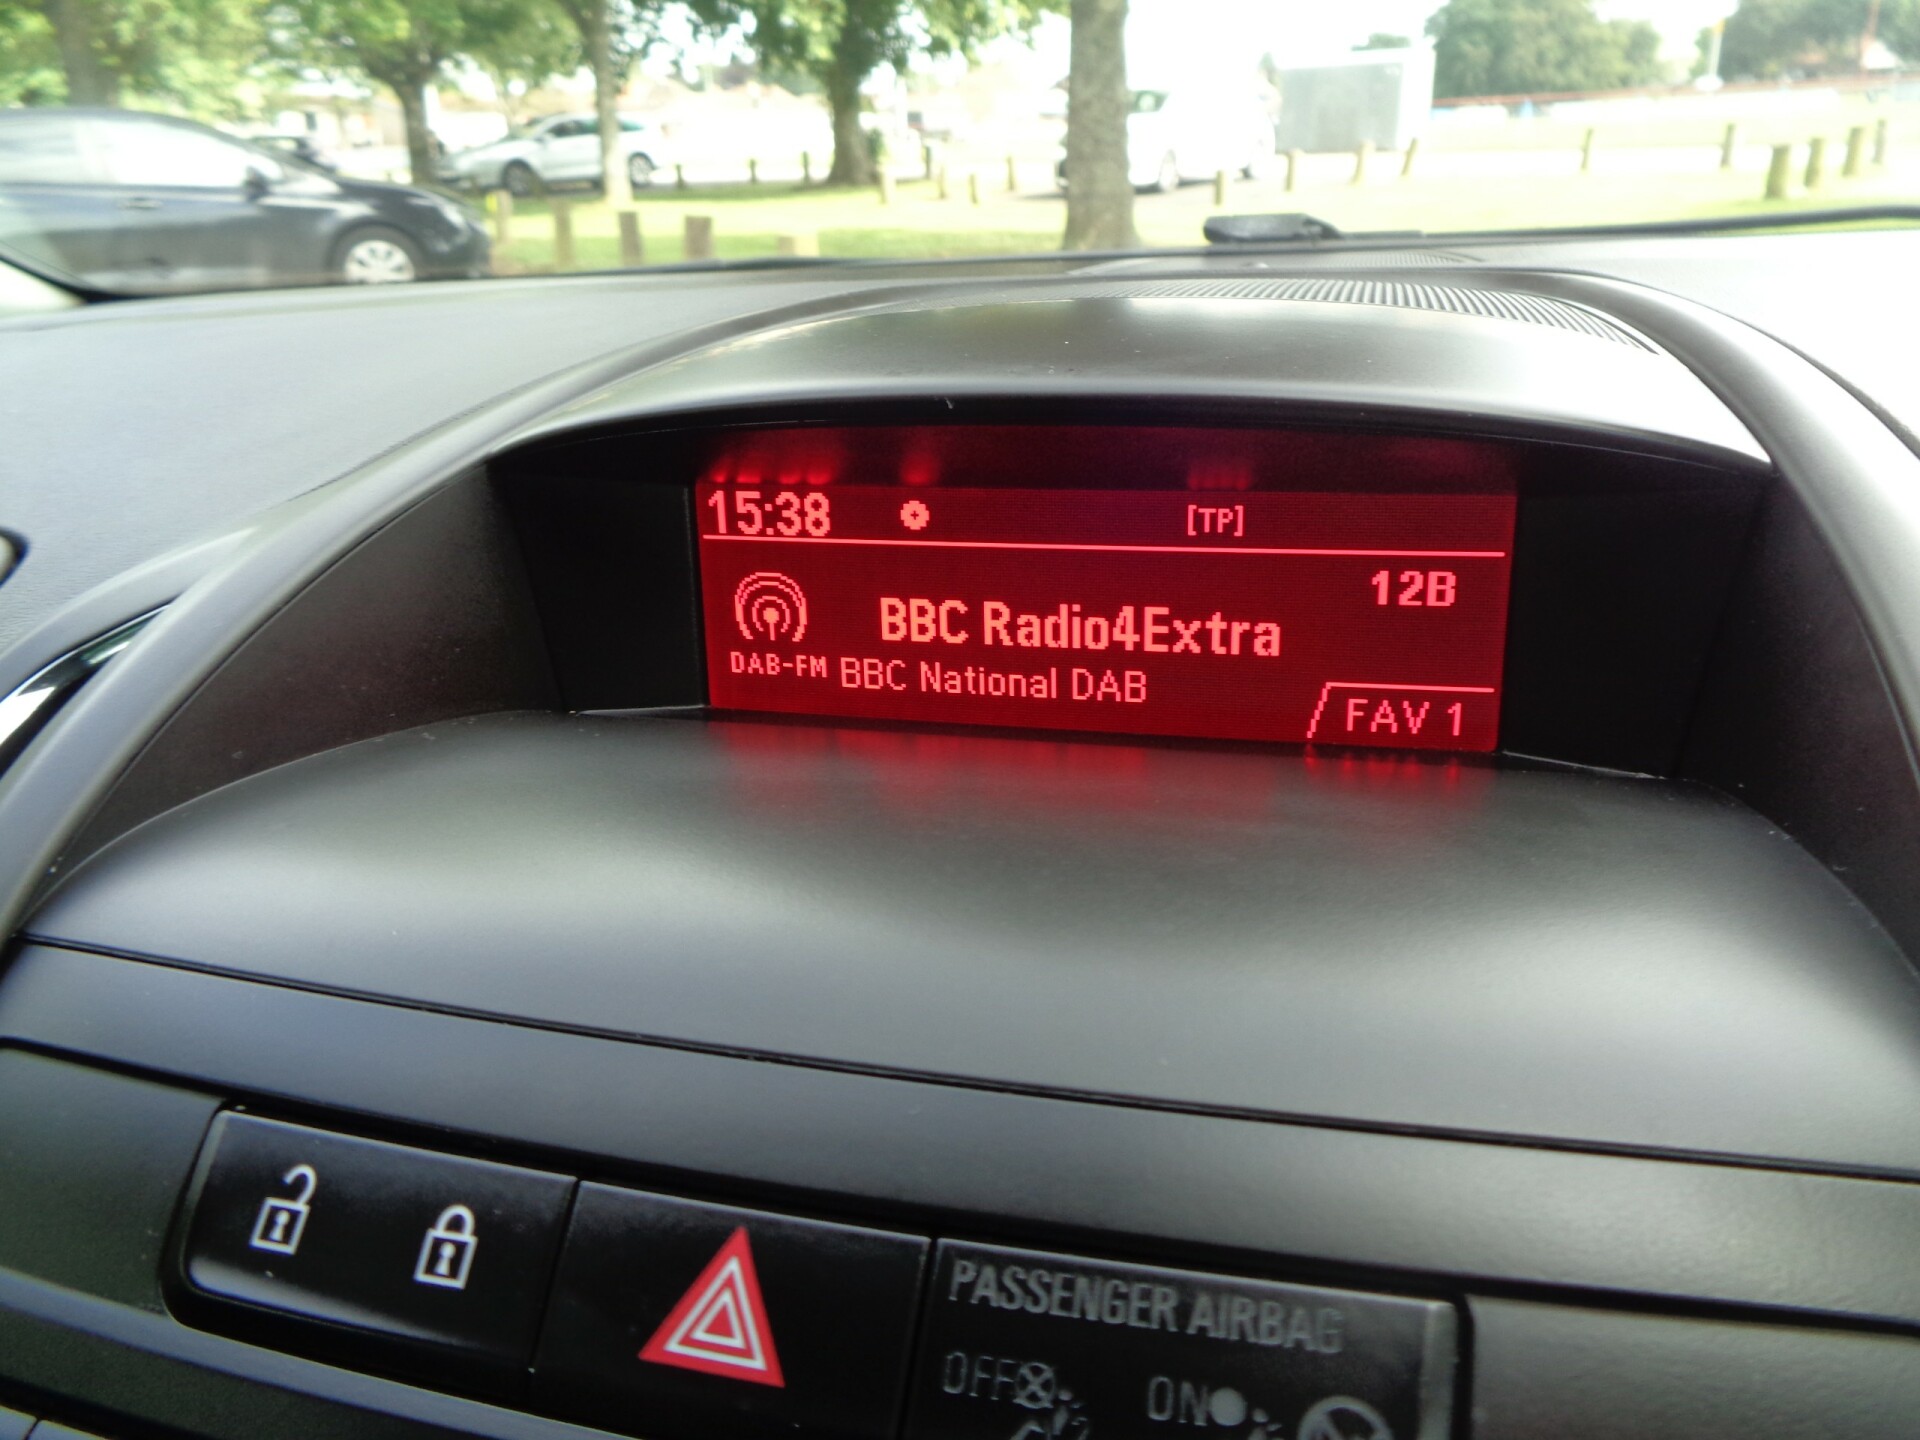 15:38 [TP]
12B
BBC Radio4Extra
DAB-FM BBC National DAB
FAV 1
PASSENGER AIRBAG
OFF ON